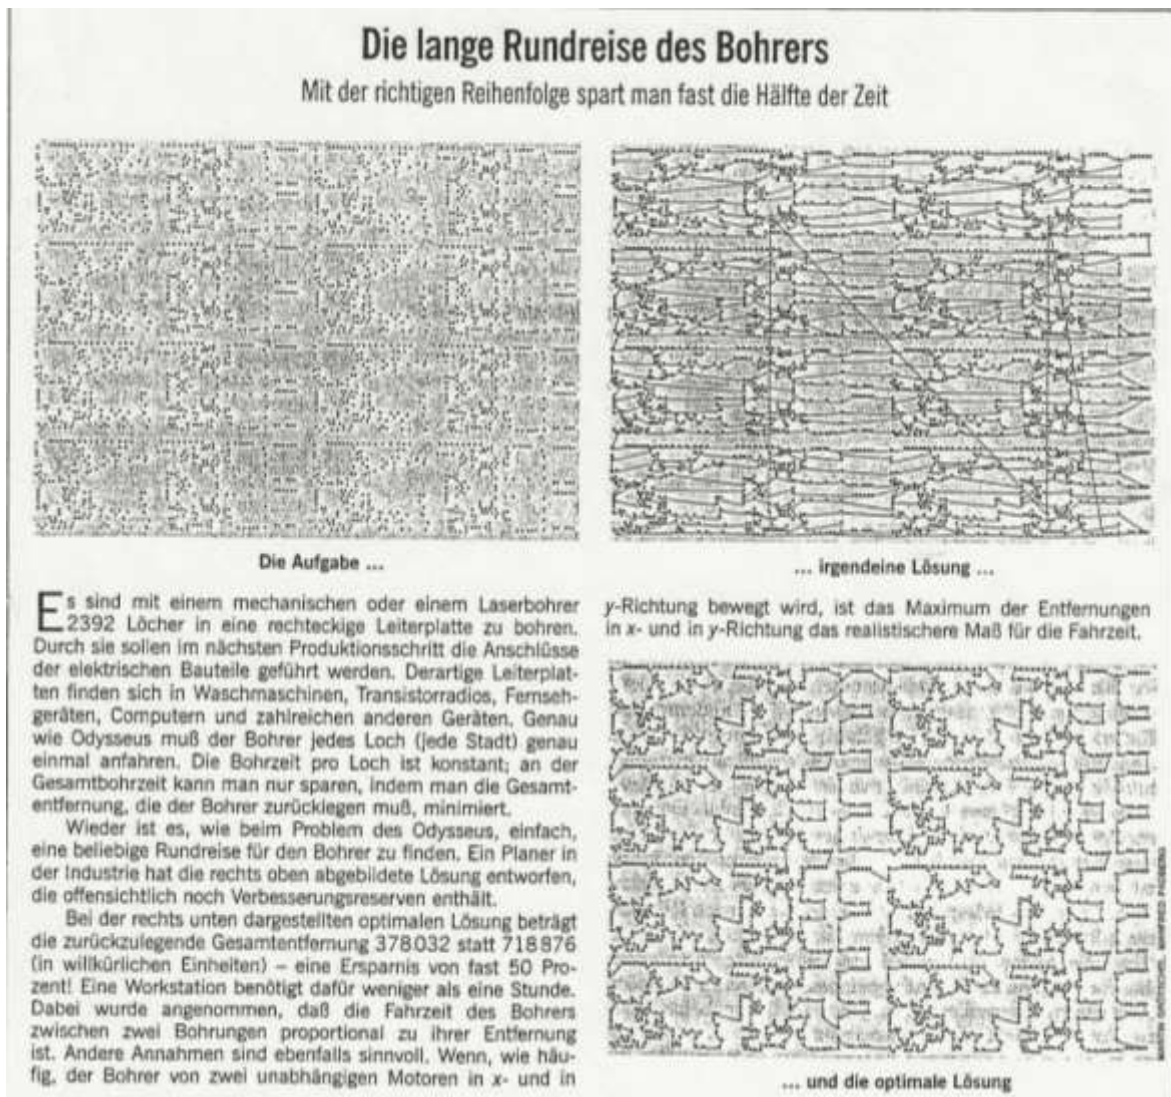 Die lange Rundreise des Bohrers
Mit der richtigen Reihenfolge spart man fast die Hälfte der Zeit
Die Aufgabe ...
... irgendeine Lösung ...
Es sind mit einem mechanischen oder einem Laserbohrer
2392 Löcher in eine rechteckige Leiterplatte zu bohren.
Durch sie sollen im nächsten Produktionsschritt die Anschlüsse
der elektrischen Bauteile geführt werden. Derartige Leiterplat-
ten finden sich in Waschmaschinen, Transistorradios, Fernseh-
geräten, Computern und zahlreichen anderen Geräten. Genau
wie Odysseus muß der Bohrer jedes Loch (jede Stadt) genau
einmal anfahren. Die Bohrzeit pro Loch ist konstant; an der
Gesamtbohrzeit kann man nur sparen, indem man die Gesamt-
entfernung, die der Bohrer zurücklegen muß, minimiert.
Wieder ist es, wie beim Problem des Odysseus, einfach,
eine beliebige Rundreise für den Bohrer zu finden. Ein Planer in
der Industrie hat die rechts oben abgebildete Lösung entworfen,
die offensichtlich noch Verbesserungsreserven enthält.
Bei der rechts unten dargestellten optimalen Lösung beträgt
die zurückzulegende Gesamtentfernung 378032 statt 718876
(in willkürlichen Einheiten) – eine Ersparnis von fast 50 Pro-
zent! Eine Workstation benötigt dafür weniger als eine Stunde.
Dabei wurde angenommen, daß die Fahrzeit des Bohrers
zwischen zwei Bohrungen proportional zu ihrer Entfernung
ist. Andere Annahmen sind ebenfalls sinnvoll. Wenn, wie häu-
fig, der Bohrer von zwei unabhängigen Motoren in x- und in
y-Richtung bewegt wird, ist das Maximum der Entfernungen
in x- und in y-Richtung das realistischere Maß für die Fahrzeit.
... und die optimale Lösung